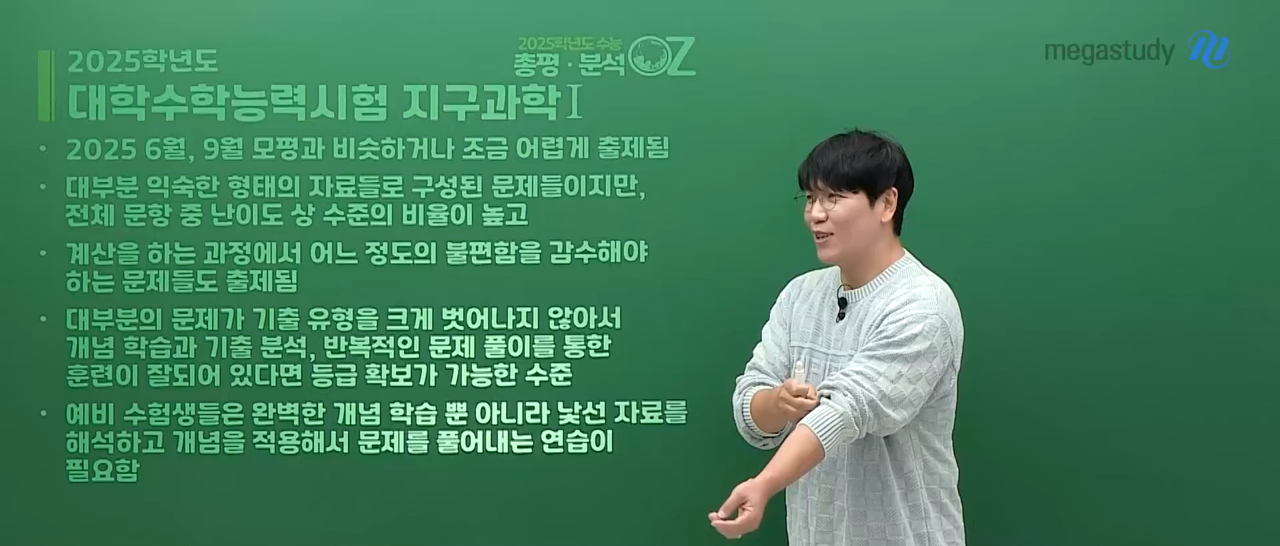 2025학년도
대학수학능력시험 지구과학I
2025학년도 수능
총평·분석 OZ
megastudy
• 2025 6월, 9월 모평과 비슷하거나 조금 어렵게 출제됨
• 대부분 익숙한 형태의 자료들로 구성된 문제들이지만,
전체 문항 중 난이도 상 수준의 비율이 높고
• 계산을 하는 과정에서 어느 정도의 불편함을 감수해야
하는 문제들도 출제됨
• 대부분의 문제가 기출 유형을 크게 벗어나지 않아서
개념 학습과 기출 분석, 반복적인 문제 풀이를 통한
훈련이 잘되어 있다면 등급 확보가 가능한 수준
• 예비 수험생들은 완벽한 개념 학습 뿐 아니라 낯선 자료를
해석하고 개념을 적용해서 문제를 풀어내는 연습이
필요함